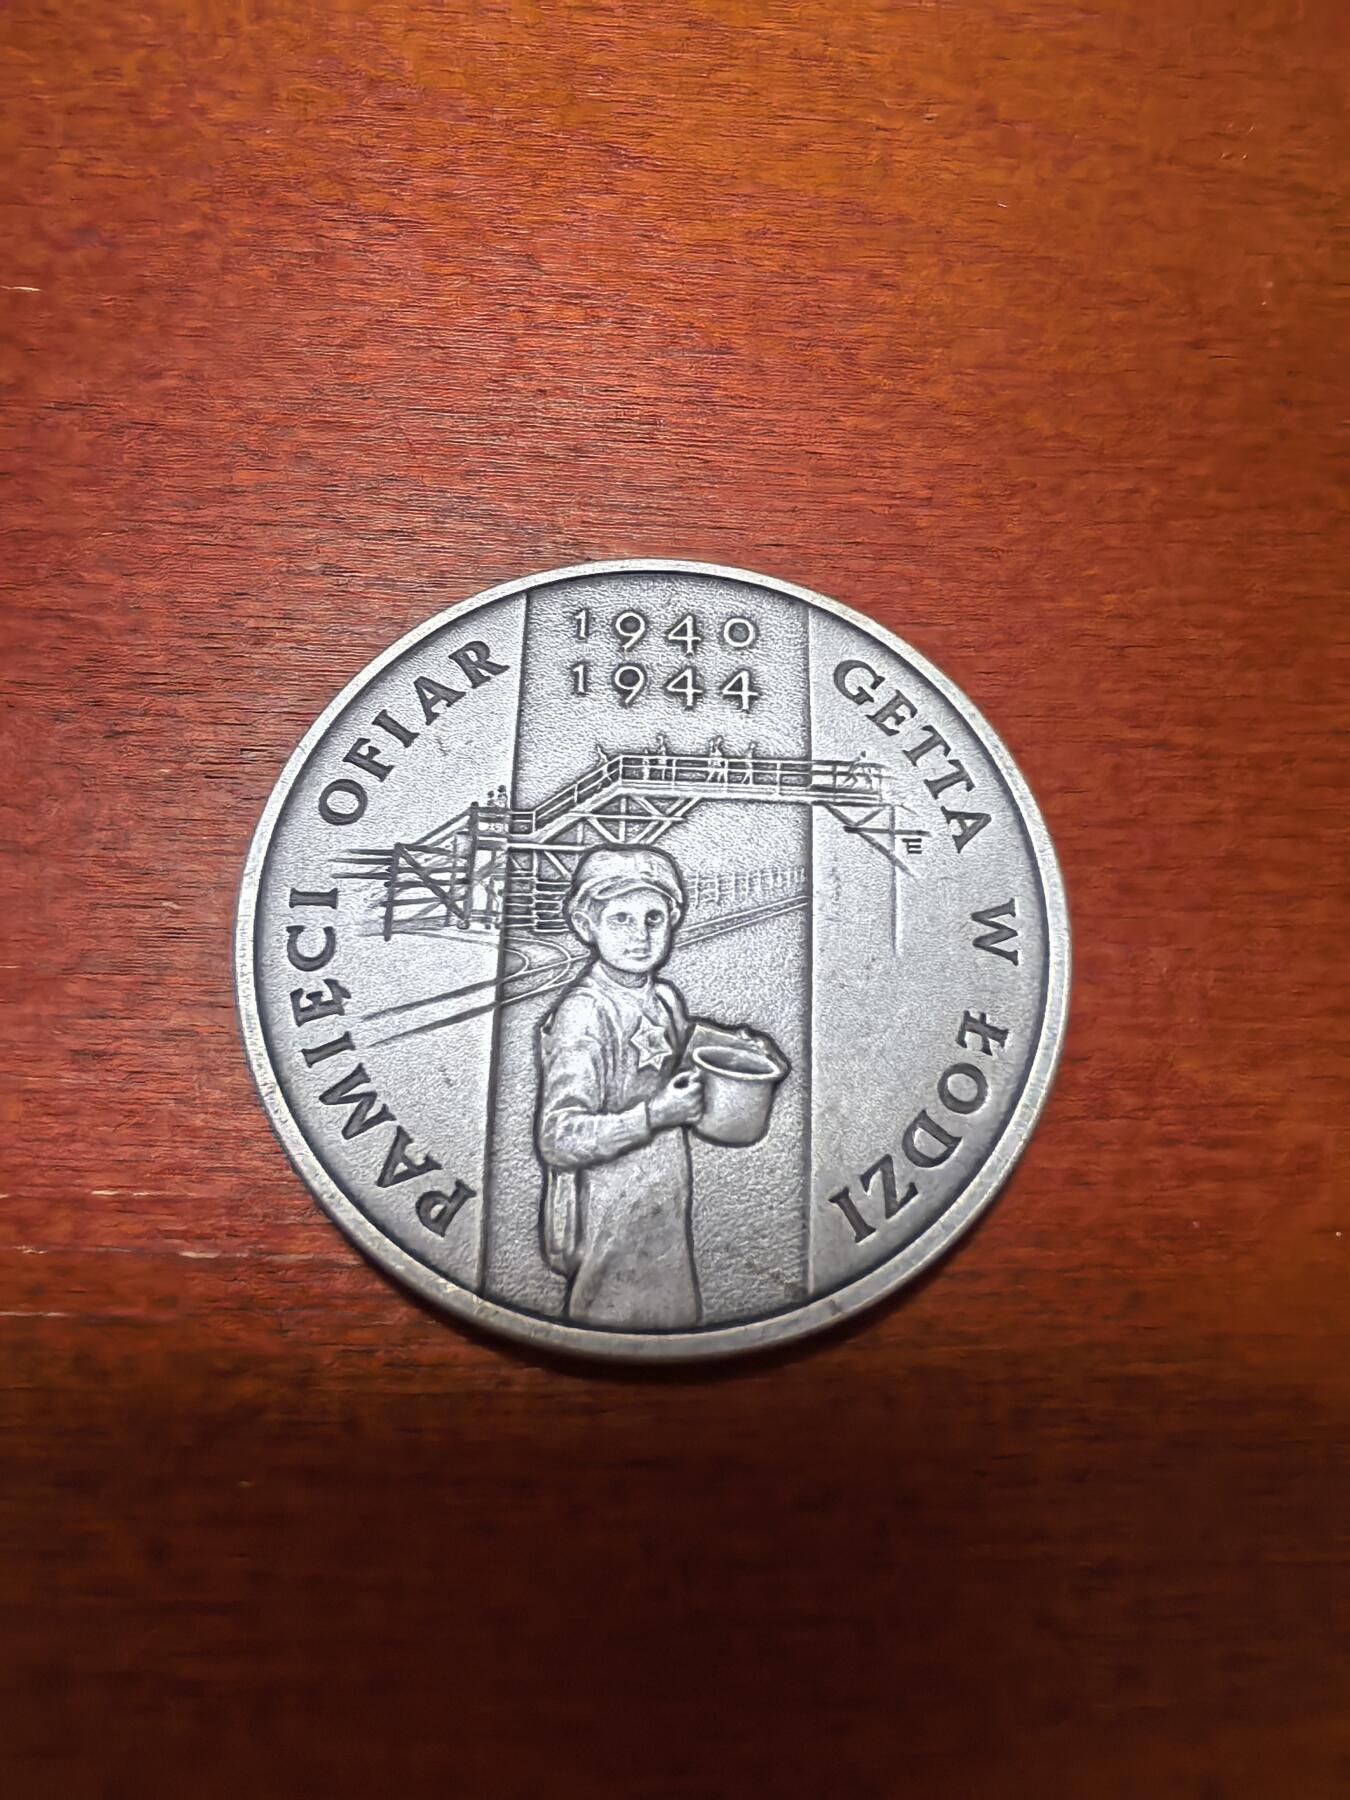 1940
1944
PAMIĘCI OFIAR
GETTA W ŁODZI